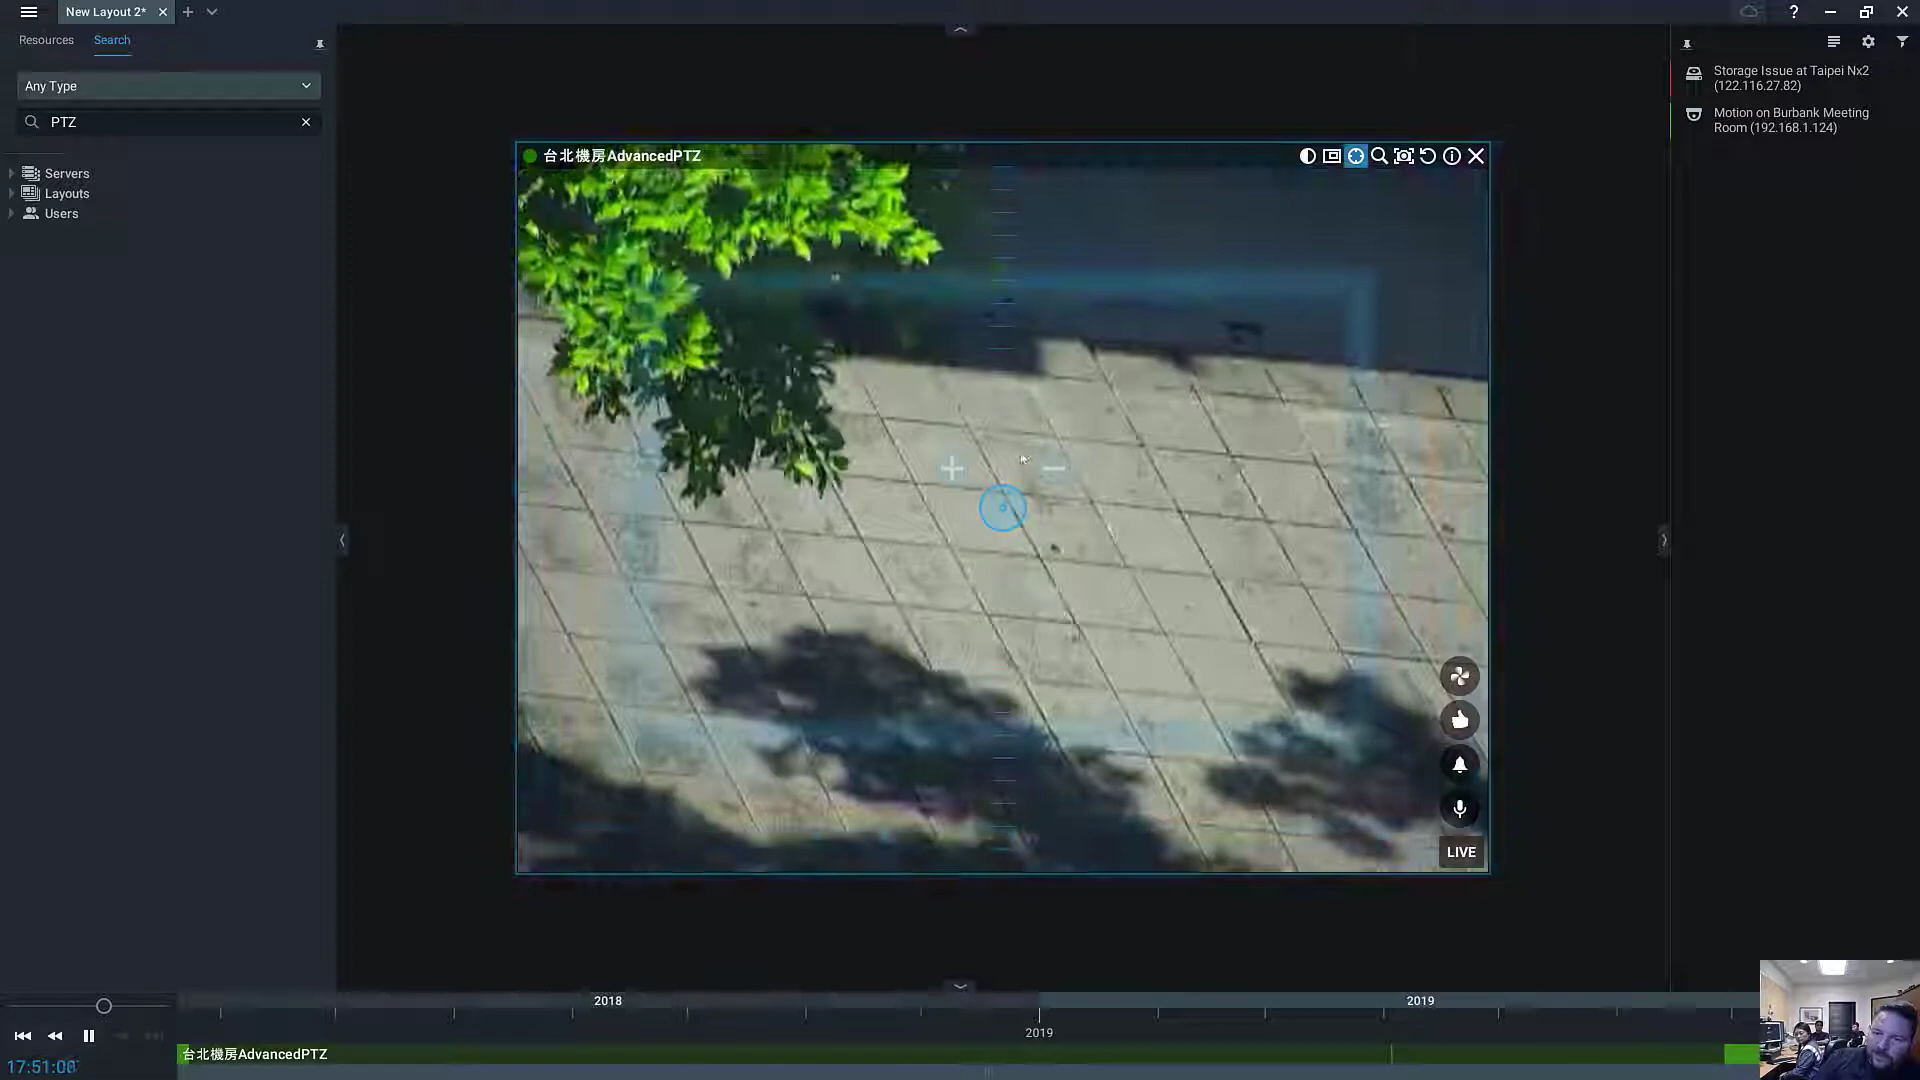 New Layout 2*
Resources
Search
Any Type
PTZ
Servers
Layouts
Users
台北機房AdvancedPTZ
LIVE
Storage Issue at Taipei Nx2
(122.116.27.82)
Motion on Burbank Meeting
Room (192.168.1.124)
2018
2019
2019
台北機房AdvancedPTZ
17:51:00